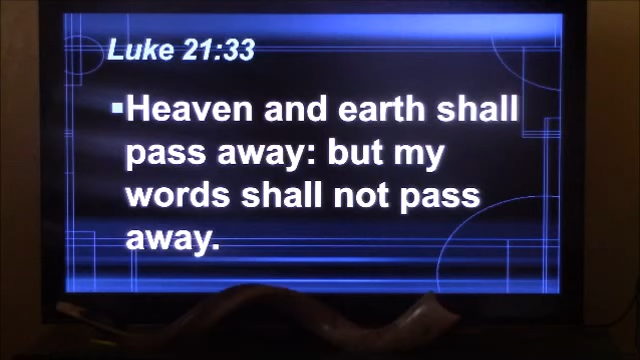 Luke 21:33
▪Heaven and earth shall
pass away: but my
words shall not pass
away.